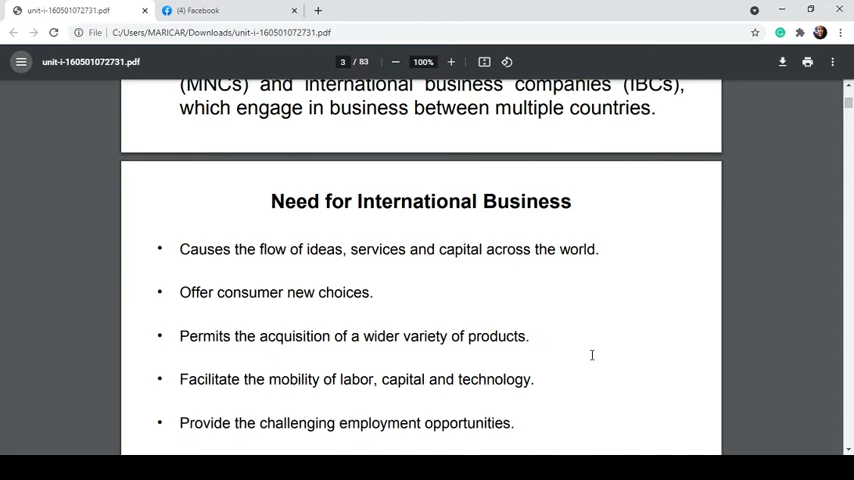 unit-i-160501072731.pdf
(4) Facebook
File
C:/Users/MARICAR/Downloads/unit-i-160501072731.pdf
unit-i-160501072731.pdf
3 / 83
100%
(MNCs) and international business companies (IBCs),
which engage in business between multiple countries.
Need for International Business
• Causes the flow of ideas, services and capital across the world.
• Offer consumer new choices.
• Permits the acquisition of a wider variety of products.
• Facilitate the mobility of labor, capital and technology.
• Provide the challenging employment opportunities.